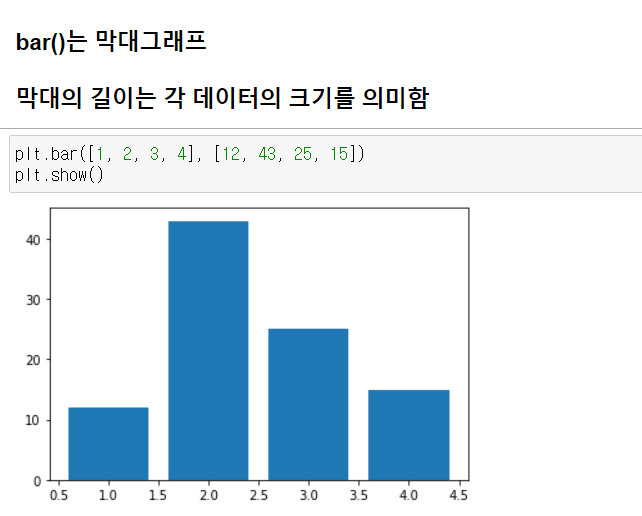 bar()는 막대그래프
막대의 길이는 각 데이터의 크기를 의미함
plt.bar([1, 2, 3, 4], [12, 43, 25, 15])
plt.show()
40
30
20
10
0
0.5 1.0 1.5 2.0 2.5 3.0 3.5 4.0 4.5